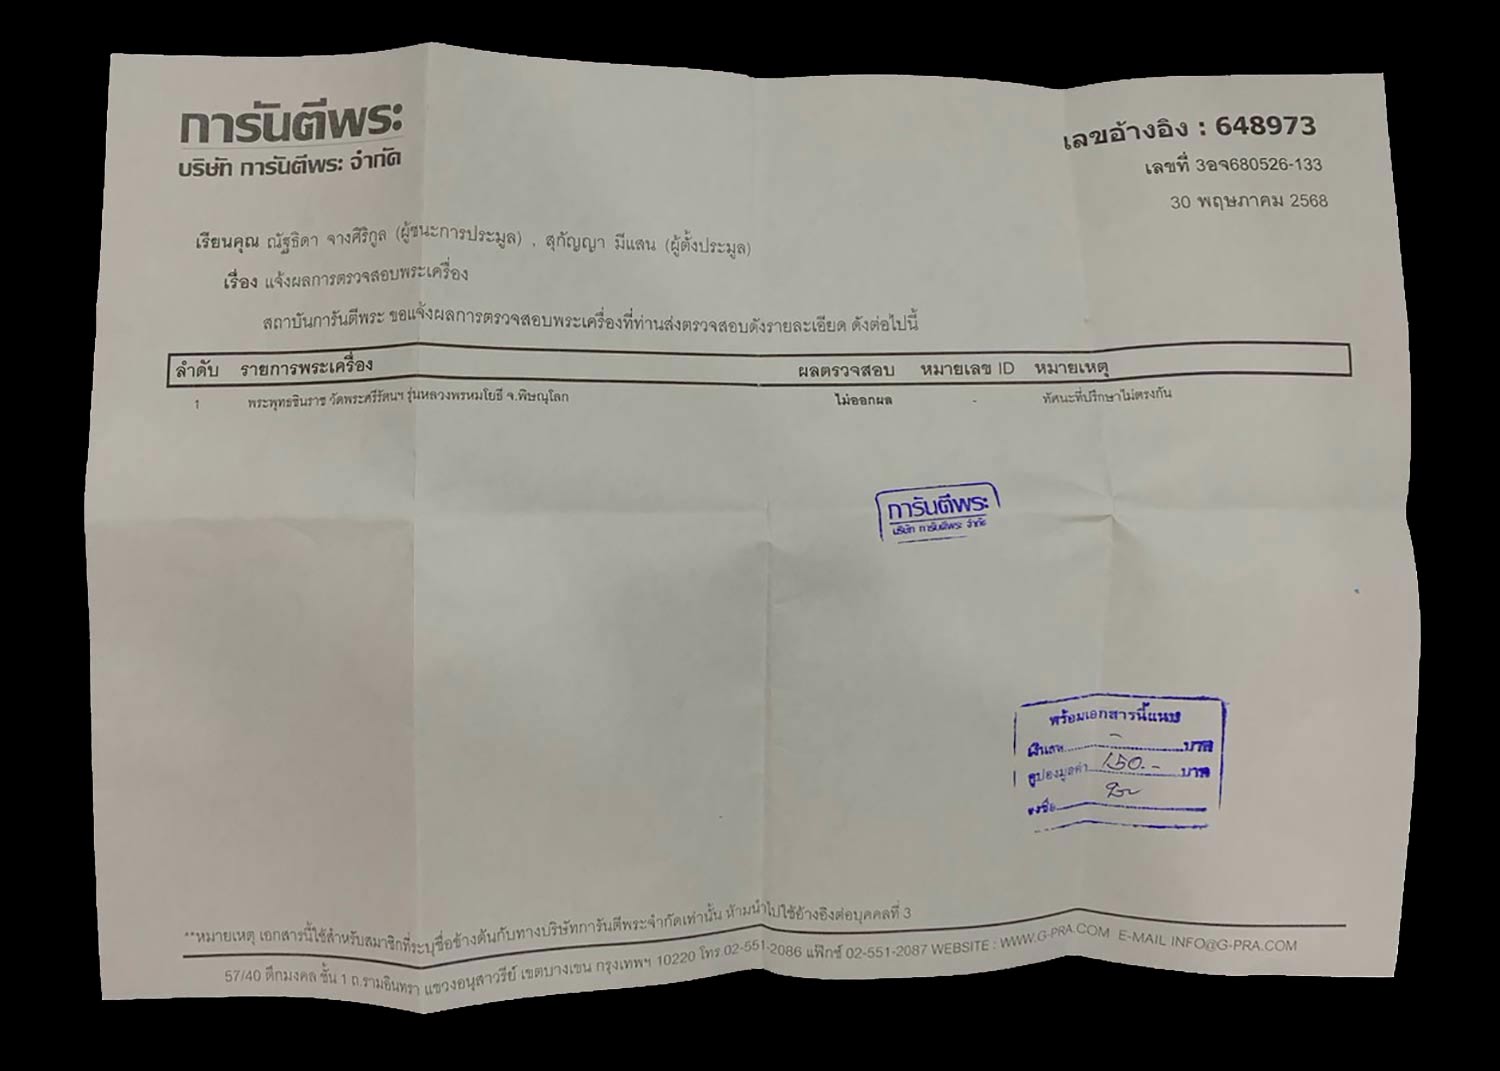 การันตีพระ
บริษัท การันตีพระ จำกัด
เลขอ้างอิง : 648973
เลขที่ 3อจ680526-133
30 พฤษภาคม 2568
เรียนคุณ ณัฐธิดา จางศิริกูล (ผู้ชนะการประมูล) , สุกัญญา มีแสน (ผู้ตั้งประมูล)
เรื่อง แจ้งผลการตรวจสอบพระเครื่อง
สถาบันการันตีพระ ขอแจ้งผลการตรวจสอบพระเครื่องที่ท่านส่งตรวจสอบดังรายละเอียด ดังต่อไปนี้
ลำดับ รายการพระเครื่อง ผลตรวจสอบ หมายเลข ID หมายเหตุ
1 พระพุทธชินราช วัดพระศรีรัตนฯ รุ่นหลวงพรหมโยธี จ.พิษณุโลก ไม่ออกผล - ทัศนะที่ปรึกษาไม่ตรงกัน
การันตีพระ
บริษัท การันตีพระ จำกัด
พร้อมเอกสารนี้แนบ
เงินสด - บาท
คูปองมูลค่า 150.- บาท
ลงชื่อ
**หมายเหตุ เอกสารนี้ใช้สำหรับสมาชิกที่ระบุชื่อข้างต้นกับทางบริษัทการันตีพระจำกัดเท่านั้น ห้ามนำไปใช้อ้างอิงต่อบุคคลที่ 3
57/40 ตึกมงคล ชั้น 1 ถ.รามอินทรา แขวงอนุสาวรีย์ เขตบางเขน กรุงเทพฯ 10220 โทร.02-551-2086 แฟ็กซ์ 02-551-2087 WEBSITE : WWW.G-PRA.COM E-MAIL INFO@G-PRA.COM